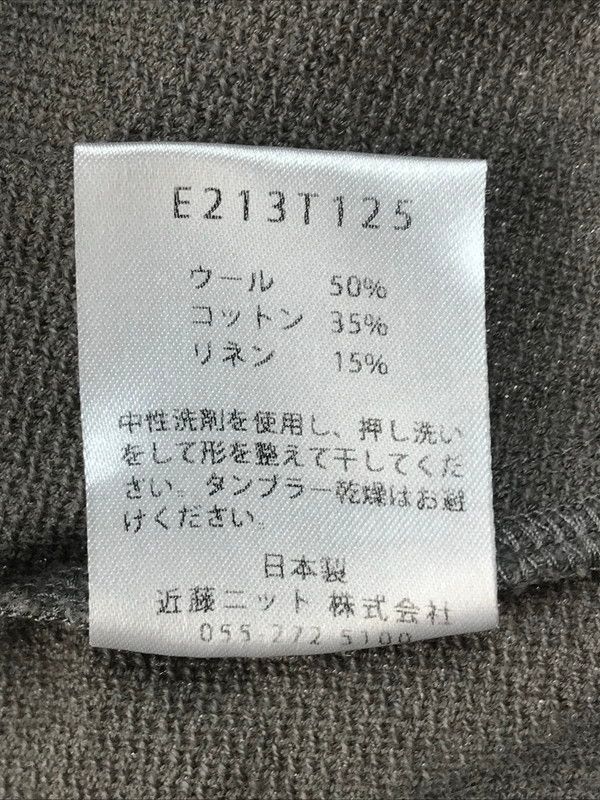 E213T125
ウール 50%
コットン 35%
リネン 15%
中性洗剤を使用し、押し洗い
をして形を整えて干してくだ
さい。タンブラー乾燥はお避
けください。
日本製
近藤ニット 株式会社
055-272-5100